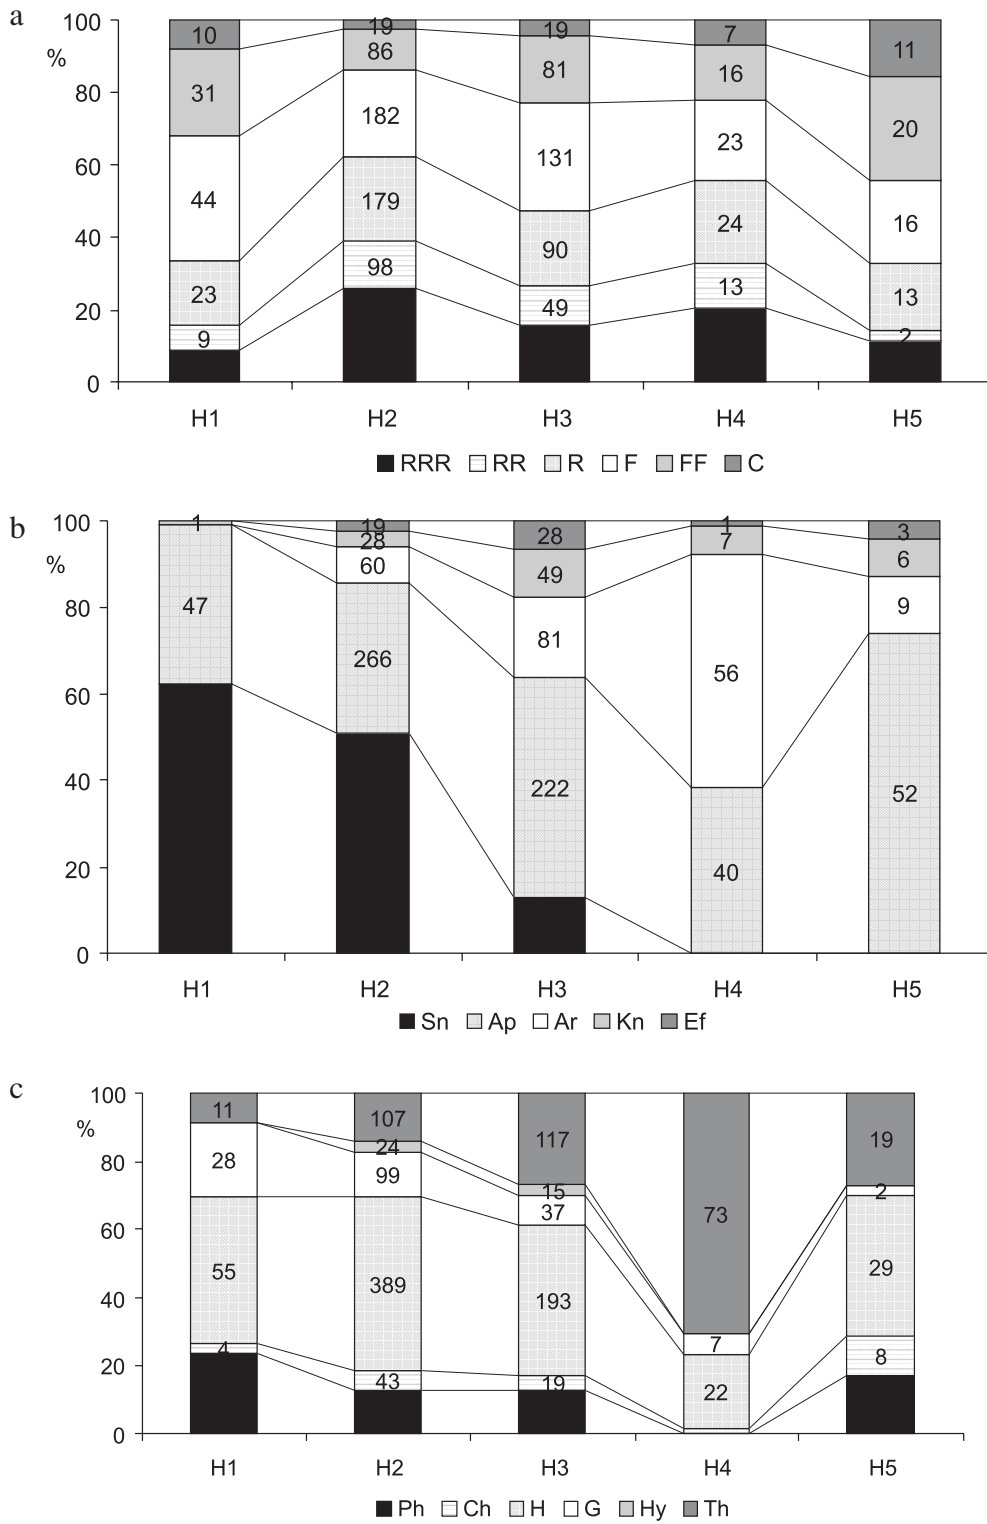 a
100 10 19 19 7 11
%
31 86 81 16 20
80
44 182 131 23 16
60
23 179 90 24 13
40
9 98 49 13 2
20
0
H1 H2 H3 H4 H5
RRR RR R F FF C
b
100 1 19 28 1 3
%
28 49 7 6
47 60 81 56 9
80
266 222 40 52
60
40
20
0
H1 H2 H3 H4 H5
Sn Ap Ar Kn Ef
c
100 11 107 117 73 19
%
28 24 15 7 2
80
99 37
55 389 193 22 29
60
40
4 43 19 8
20
0
H1 H2 H3 H4 H5
Ph Ch H G Hy Th